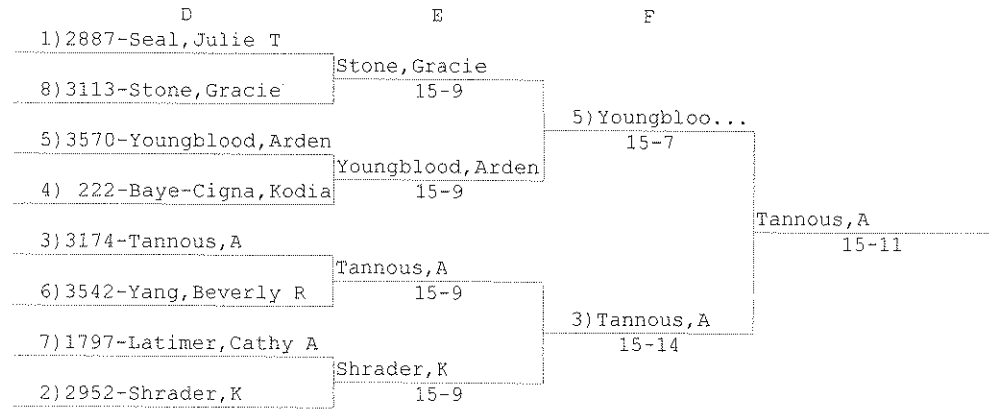 D E F
1)2887-Seal,Julie T
Stone,Gracie
8)3113-Stone,Gracie
15-9
5)Youngbloo...
5)3570-Youngblood,Arden
15-7
Youngblood,Arden
4) 222-Baye-Cigna,Kodia
15-9
Tannous,A
3)3174-Tannous,A
15-11
Tannous,A
6)3542-Yang,Beverly R
15-9
3)Tannous,A
7)1797-Latimer,Cathy A
15-14
Shrader,K
2)2952-Shrader,K
15-9